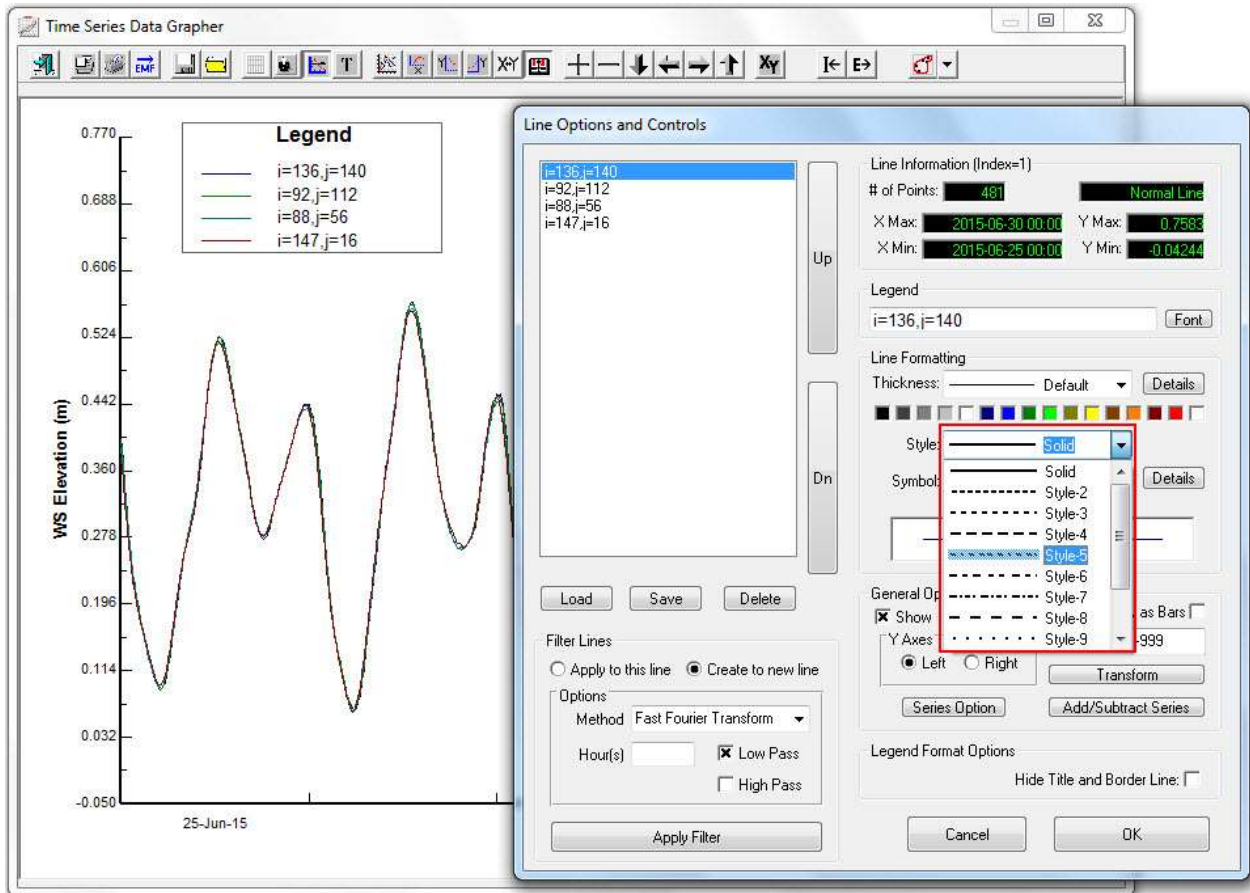 Time Series Data Grapher
EMF T X+Y XY I← E→
Legend
i=136,j=140
i=92,j=112
i=88,j=56
i=147,j=16
0.770
0.688
0.606
0.524
0.442
0.360
0.278
0.196
0.114
0.032
-0.050
WS Elevation (m)
25-Jun-15
Line Options and Controls
i=136,j=140
i=92,j=112
i=88,j=56
i=147,j=16
Up
Dn
Load Save Delete
Filter Lines
Apply to this line Create to new line
Options
Method Fast Fourier Transform
Hour(s) Low Pass
High Pass
Apply Filter
Line Information (Index=1)
# of Points: 481 Normal Line
X Max: 2015-06-30 00:00 Y Max: 0.7583
X Min: 2015-06-25 00:00 Y Min: -0.04244
Legend
i=136,j=140 Font
Line Formatting
Thickness: Default Details
Style: Solid
Symbol: Details
Solid
Style-2
Style-3
Style-4
Style-5
Style-6
Style-7
Style-8
Style-9
General Op
Show as Bars
Y Axes -999
Left Right Transform
Series Option Add/Subtract Series
Legend Format Options
Hide Title and Border Line:
Cancel OK